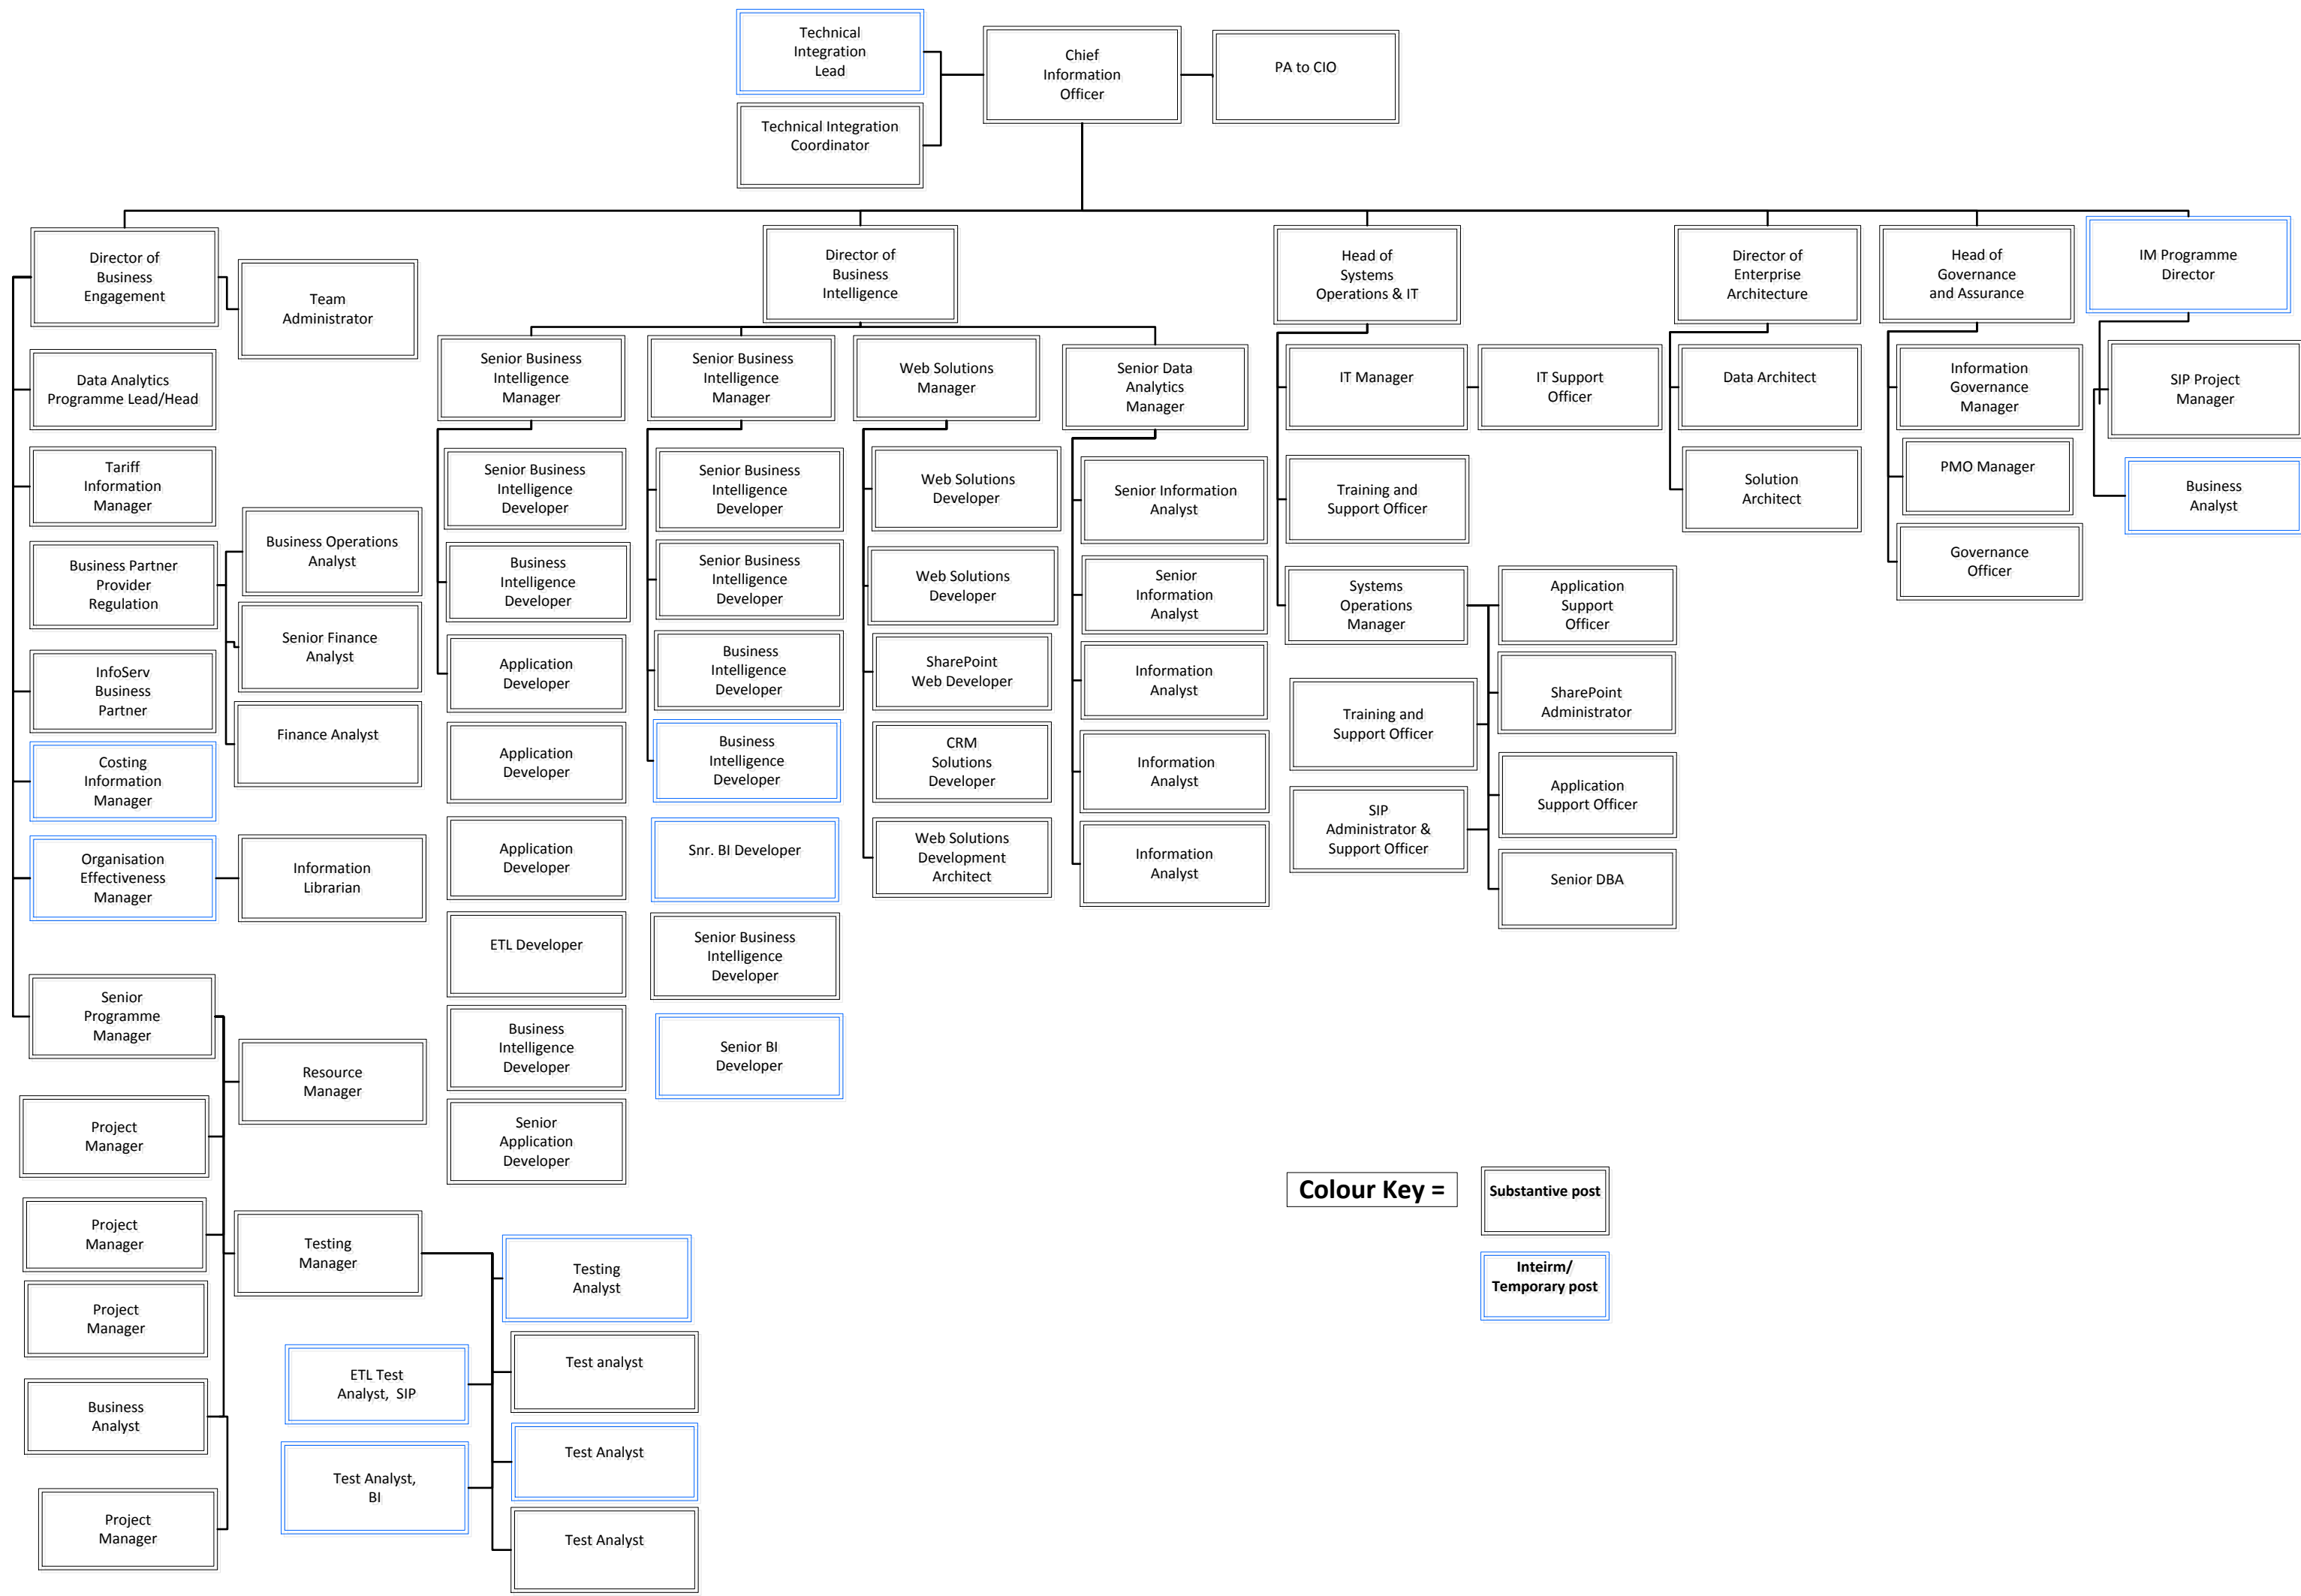 Technical
Integration
Lead
Chief
Information
Officer
PA to CIO
Technical Integration
Coordinator
Director of
Business
Engagement
Team
Administrator
Director of
Business
Intelligence
Head of
Systems
Operations & IT
Director of
Enterprise
Architecture
Head of
Governance
and Assurance
IM Programme
Director
Data Analytics
Programme Lead/Head
Tariff
Information
Manager
Business Partner
Provider
Regulation
InfoServ
Business
Partner
Costing
Information
Manager
Organisation
Effectiveness
Manager
Business Operations
Analyst
Senior Finance
Analyst
Finance Analyst
Information
Librarian
Senior
Programme
Manager
Resource
Manager
Project
Manager
Project
Manager
Project
Manager
Business
Analyst
Project
Manager
Testing
Manager
Testing
Analyst
Test analyst
ETL Test
Analyst, SIP
Test Analyst
Test Analyst,
BI
Test Analyst
Senior Business
Intelligence
Manager
Senior Business
Intelligence
Developer
Business
Intelligence
Developer
Application
Developer
Application
Developer
Application
Developer
ETL Developer
Business
Intelligence
Developer
Senior
Application
Developer
Senior Business
Intelligence
Manager
Senior Business
Intelligence
Developer
Senior Business
Intelligence
Developer
Business
Intelligence
Developer
Business
Intelligence
Developer
Snr. BI Developer
Senior Business
Intelligence
Developer
Senior BI
Developer
Web Solutions
Manager
Web Solutions
Developer
Web Solutions
Developer
SharePoint
Web Developer
CRM
Solutions
Developer
Web Solutions
Development
Architect
Senior Data
Analytics
Manager
Senior Information
Analyst
Senior
Information
Analyst
Information
Analyst
Information
Analyst
Information
Analyst
IT Manager
IT Support
Officer
Training and
Support Officer
Systems
Operations
Manager
Application
Support
Officer
Training and
Support Officer
SharePoint
Administrator
SIP
Administrator &
Support Officer
Application
Support Officer
Senior DBA
Data Architect
Solution
Architect
Information
Governance
Manager
PMO Manager
Governance
Officer
SIP Project
Manager
Business
Analyst
Colour Key =
Substantive post
Inteirm/
Temporary post